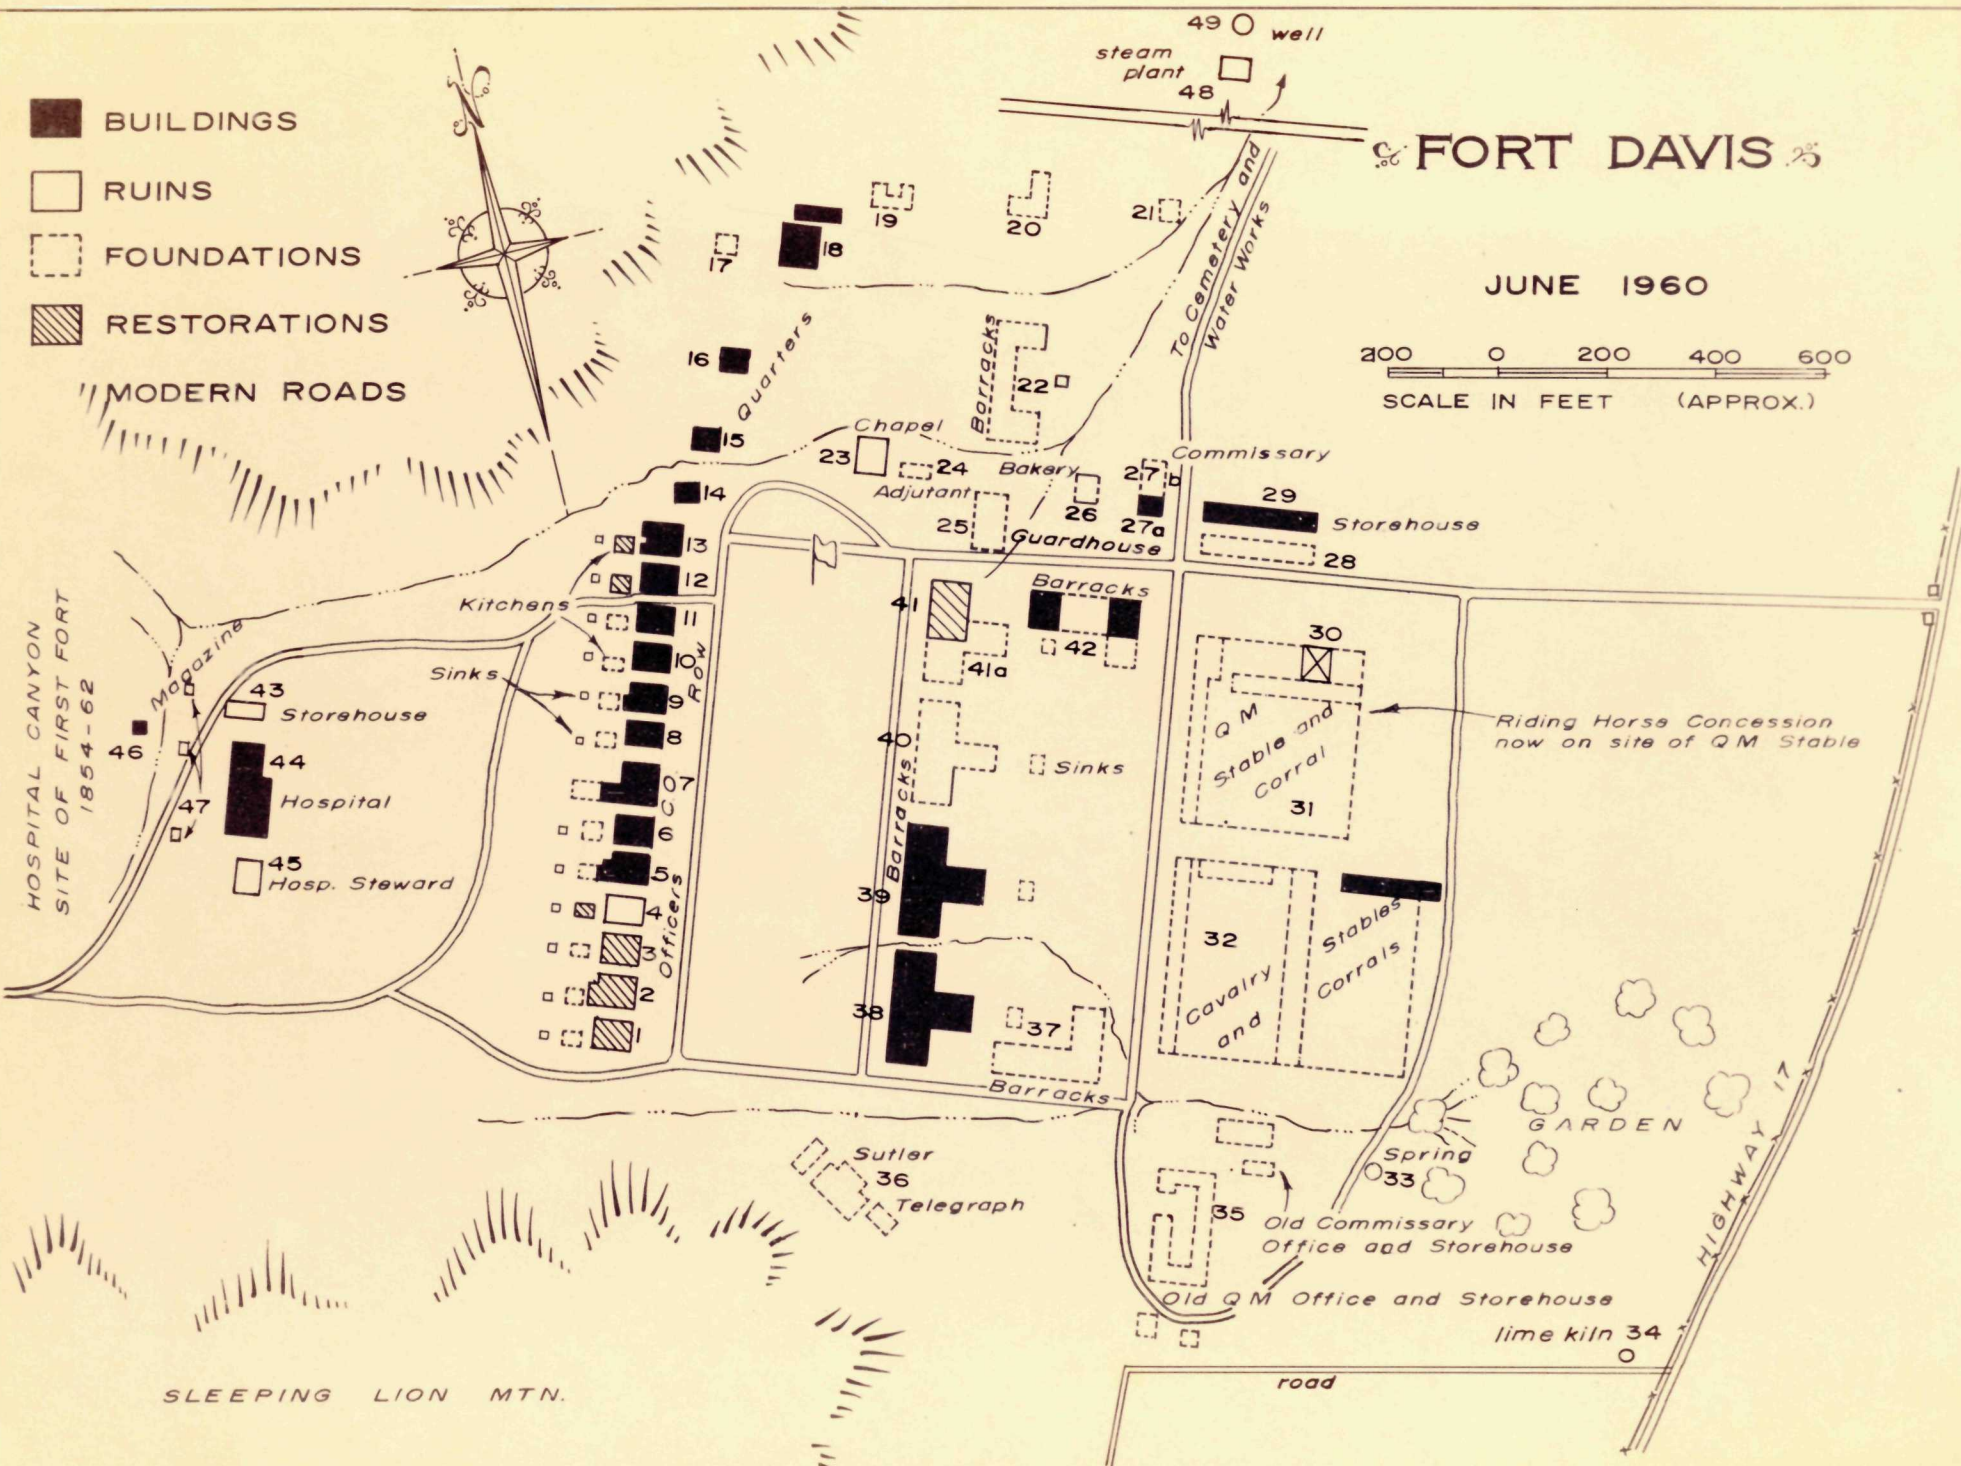 49 well
steam
plant
48
BUILDINGS
RUINS
FOUNDATIONS
RESTORATIONS
MODERN ROADS
N
FORT DAVIS
JUNE 1960
200 0 200 400 600
SCALE IN FEET (APPROX.)
To Cemetery and
Water Works
17
18
19
20
21
16
15
14
Quarters
Barracks
22
Chapel
23
24
Adjutant
25
Bakery
26
27 b
27a
Commissary
29
Storehouse
28
Guardhouse
13
12
11
10
9
8
7
6
5
4
3
2
1
Kitchens
Sinks
Officers Row
O.
C.
41
41a
Barracks
42
40
Sinks
Barracks
Barracks
39
38
37
Barracks
30
QM
Stable and
Corral
31
Riding Horse Concession
now on site of QM Stable
32
Cavalry
and
Stables
Corrals
HOSPITAL CANYON
SITE OF FIRST FORT
1854-62
Magazine
46
47
43
Storehouse
44
Hospital
45
Hosp. Steward
Sutler
36
Telegraph
GARDEN
Spring
33
35
Old Commissary
Office and Storehouse
Old QM Office and Storehouse
lime kiln 34
road
HIGHWAY 17
SLEEPING LION MTN.